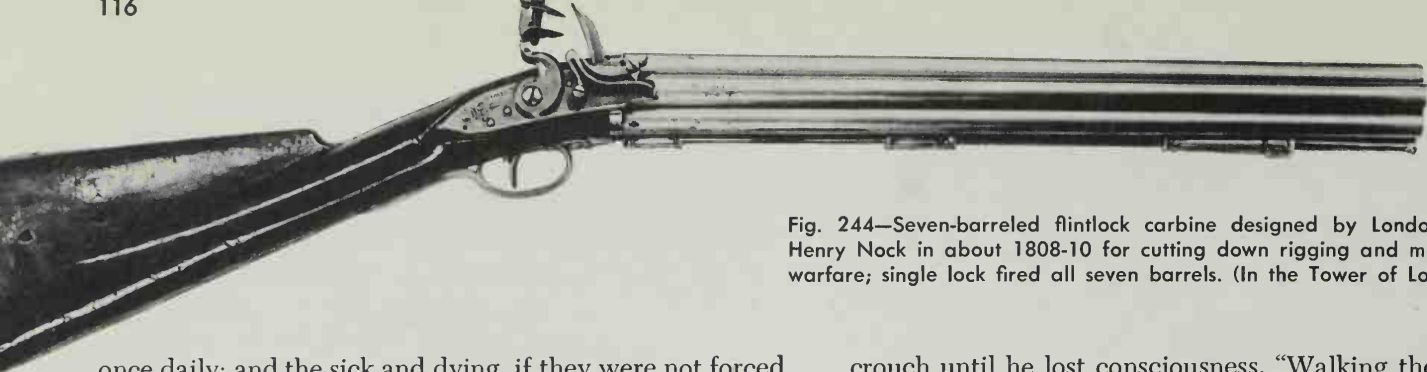 116
Fig. 244—Seven-barreled flintlock carbine designed by
Henry Nock in about 1808-10 for cutting down rigging and
warfare; single lock fired all seven barrels. (In the Tower of
once daily; and the sick and dying, if they were not forced
crouch until he lost consciousness. “Walking the